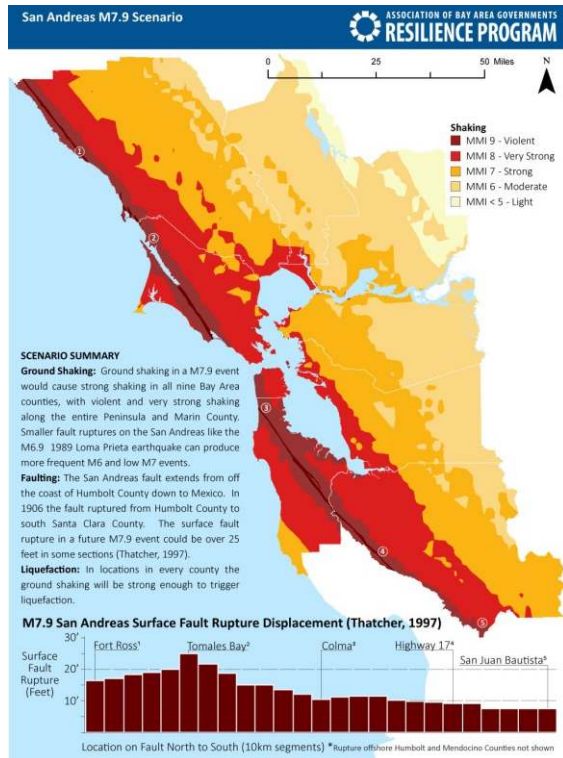 San Andreas M7.9 Scenario
ASSOCIATION OF BAY AREA GOVERNMENTS
RESILIENCE PROGRAM
0 25 50 Miles
N
Shaking
MMI 9 - Violent
MMI 8 - Very Strong
MMI 7 - Strong
MMI 6 - Moderate
MMI < 5 - Light
1
2
3
4
5
SCENARIO SUMMARY
Ground Shaking: Ground shaking in a M7.9 event
would cause strong shaking in all nine Bay Area
counties, with violent and very strong shaking
along the entire Peninsula and Marin County.
Smaller fault ruptures on the San Andreas like the
M6.9 1989 Loma Prieta earthquake can produce
more frequent M6 and low M7 events.
Faulting: The San Andreas fault extends from off
the coast of Humbolt County down to Mexico. In
1906 the fault ruptured from Humbolt County to
south Santa Clara County. The surface fault
rupture in a future M7.9 event could be over 25
feet in some sections (Thatcher, 1997).
Liquefaction: In locations in every county the
ground shaking will be strong enough to trigger
liquefaction.
M7.9 San Andreas Surface Fault Rupture Displacement (Thatcher, 1997)
30'
20'
10'
Surface
Fault
Rupture
(Feet)
Fort Ross¹
Tomales Bay²
Colma³
Highway 17⁴
San Juan Bautista⁵
Location on Fault North to South (10km segments) *Rupture offshore Humbolt and Mendocino Counties not shown